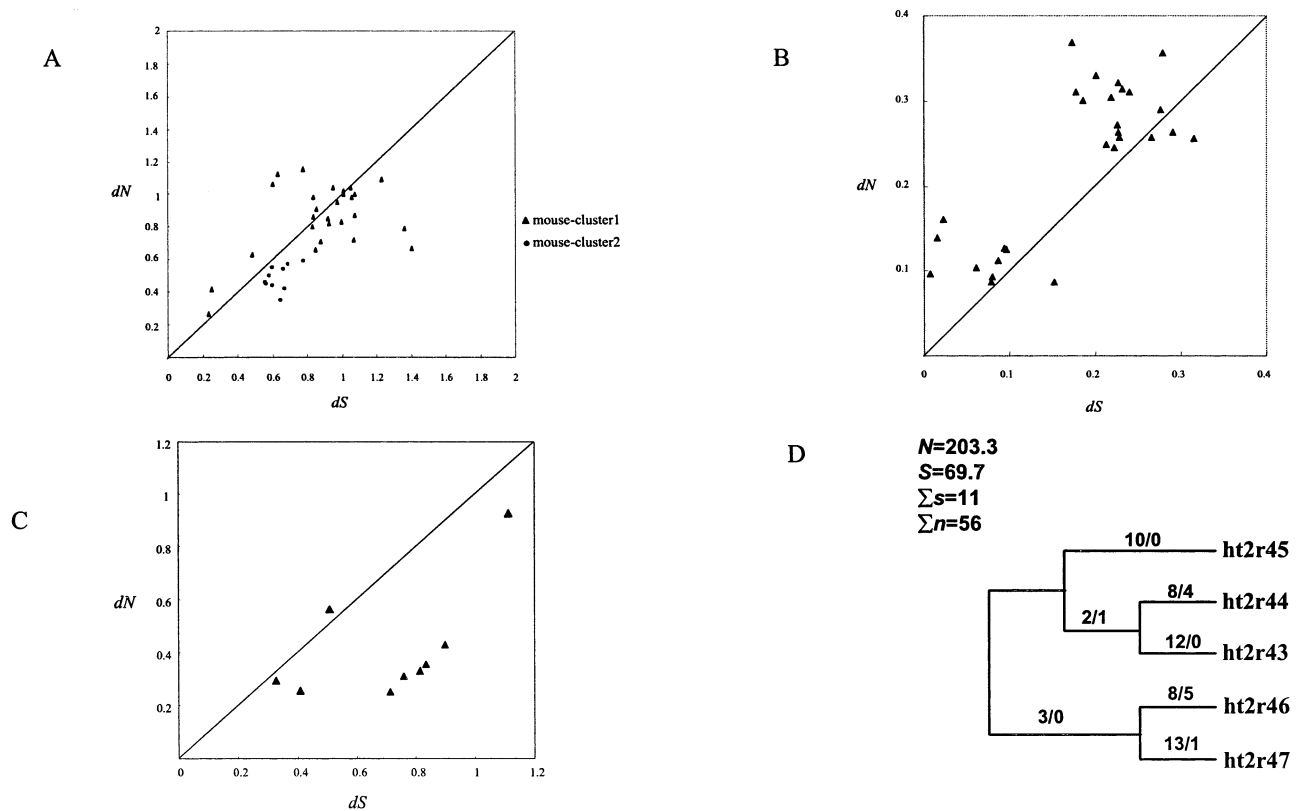 A
2
1.8
1.6
1.4
1.2
dN
1
0.8
0.6
0.4
0.2
0 0.2 0.4 0.6 0.8 1 1.2 1.4 1.6 1.8 2
dS
mouse-cluster1
mouse-cluster2
B
0.4
0.3
dN
0.2
0.1
0 0.1 0.2 0.3 0.4
dS
C
1.2
1
0.8
dN
0.6
0.4
0.2
0 0.2 0.4 0.6 0.8 1 1.2
dS
D
N=203.3
S=69.7
∑s=11
∑n=56
10/0 ht2r45
8/4 ht2r44
2/1
12/0 ht2r43
8/5 ht2r46
3/0
13/1 ht2r47